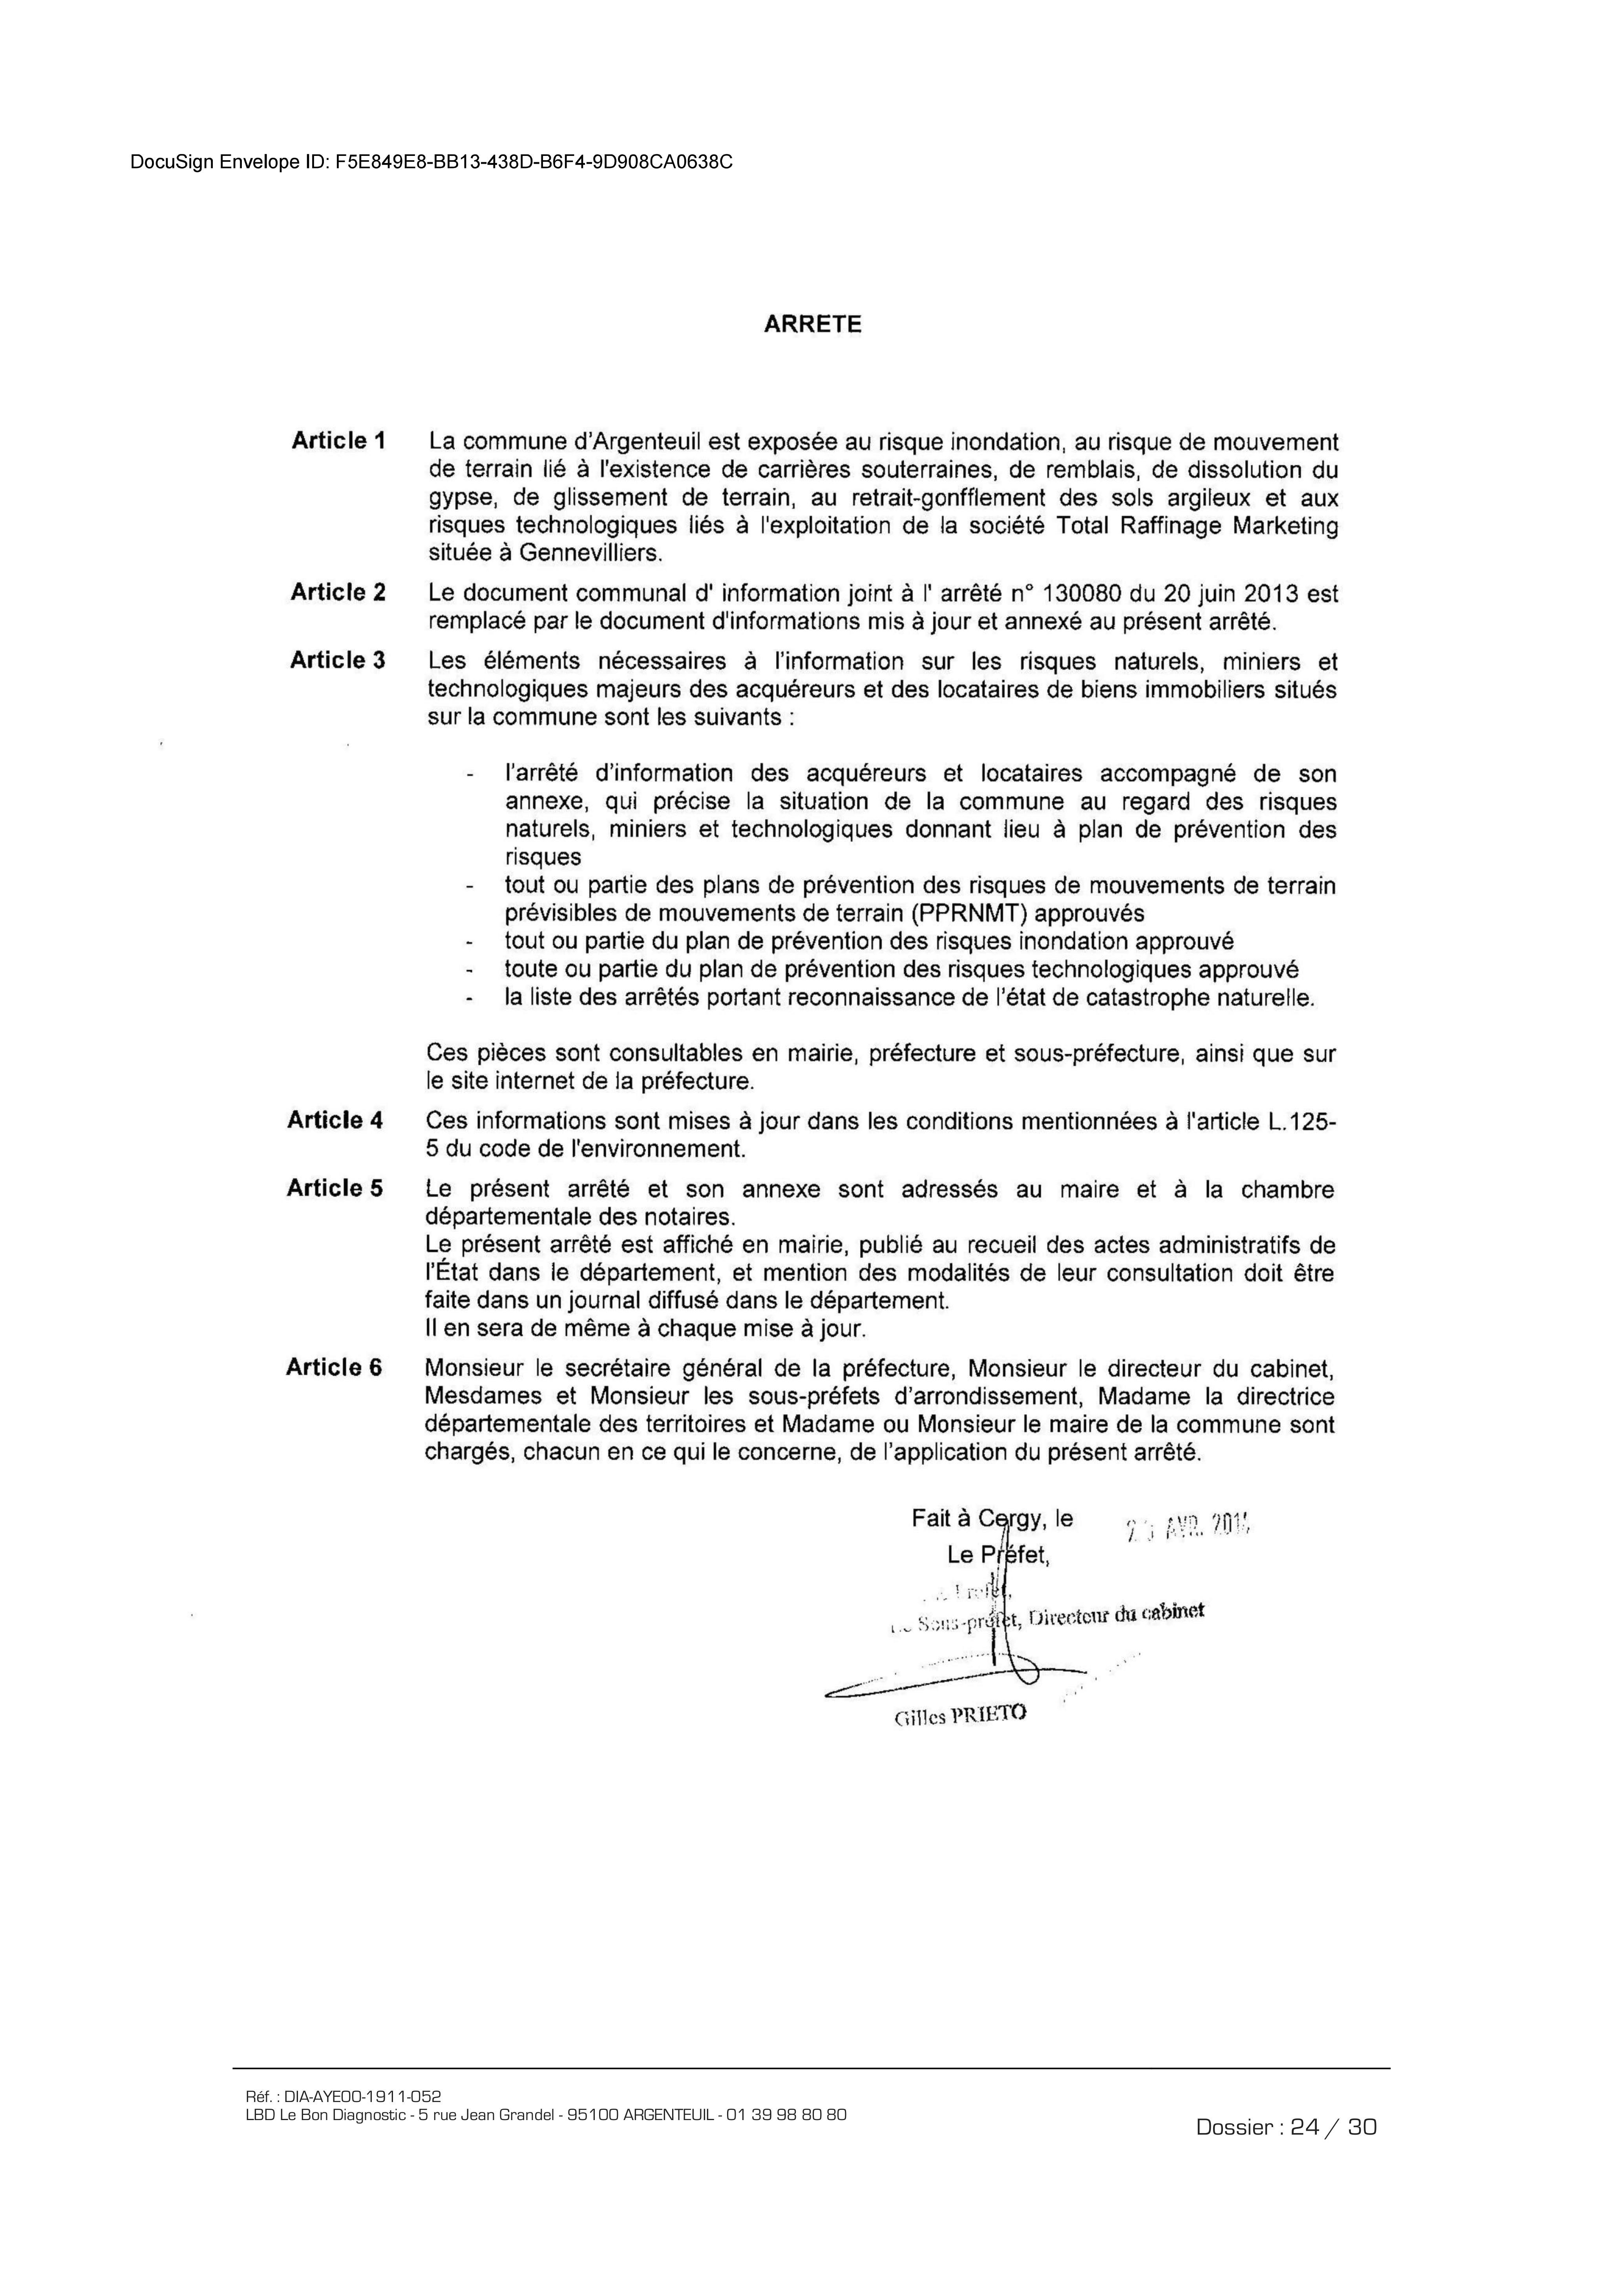 DocuSign Envelope ID: F5E849E8-BB13-438D-B6F4-9D908CA0638C
ARRETE
Article 1 La commune d'Argenteuil est exposée au risque inondation, au risque de mouvement
de terrain lié à l'existence de carrières souterraines, de remblais, de dissolution du
gypse, de glissement de terrain, au retrait-gonfflement des sols argileux et aux
risques technologiques liés à l'exploitation de la société Total Raffinage Marketing
située à Gennevilliers.
Article 2 Le document communal d' information joint à l' arrêté n° 130080 du 20 juin 2013 est
remplacé par le document d'informations mis à jour et annexé au présent arrêté.
Article 3 Les éléments nécessaires à l'information sur les risques naturels, miniers et
technologiques majeurs des acquéreurs et des locataires de biens immobiliers situés
sur la commune sont les suivants :
- l'arrêté d'information des acquéreurs et locataires accompagné de son
annexe, qui précise la situation de la commune au regard des risques
naturels, miniers et technologiques donnant lieu à plan de prévention des
risques
- tout ou partie des plans de prévention des risques de mouvements de terrain
prévisibles de mouvements de terrain (PPRNMT) approuvés
- tout ou partie du plan de prévention des risques inondation approuvé
- toute ou partie du plan de prévention des risques technologiques approuvé
- la liste des arrêtés portant reconnaissance de l'état de catastrophe naturelle.
Ces pièces sont consultables en mairie, préfecture et sous-préfecture, ainsi que sur
le site internet de la préfecture.
Article 4 Ces informations sont mises à jour dans les conditions mentionnées à l'article L.125-
5 du code de l'environnement.
Article 5 Le présent arrêté et son annexe sont adressés au maire et à la chambre
départementale des notaires.
Le présent arrêté est affiché en mairie, publié au recueil des actes administratifs de
l'État dans le département, et mention des modalités de leur consultation doit être
faite dans un journal diffusé dans le département.
Il en sera de même à chaque mise à jour.
Article 6 Monsieur le secrétaire général de la préfecture, Monsieur le directeur du cabinet,
Mesdames et Monsieur les sous-préfets d'arrondissement, Madame la directrice
départementale des territoires et Madame ou Monsieur le maire de la commune sont
chargés, chacun en ce qui le concerne, de l'application du présent arrêté.
Fait à Cergy, le
AVR.
Le Préfet,
Sous-préfet, Directeur du cabinet
Gilles PRIETO
Réf. : DIA-AYE00-1911-052
LBD Le Bon Diagnostic - 5 rue Jean Grandel - 95100 ARGENTEUIL - 01 39 98 80 80
Dossier : 24 / 30